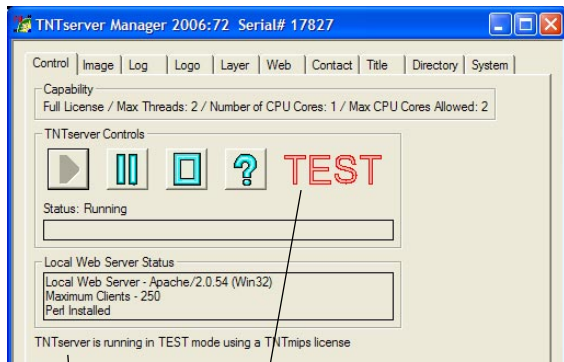 TNTserver Manager 2006:72 Serial# 17827
Control Image Log Logo Layer Web Contact Title Directory System
Capability
Full License / Max Threads: 2 / Number of CPU Cores: 1 / Max CPU Cores Allowed: 2
TNTserver Controls
? TEST
Status: Running
Local Web Server Status
Local Web Server - Apache/2.0.54 (Win32)
Maximum Clients - 250
Perl Installed
TNTserver is running in TEST mode using a TNTmips license